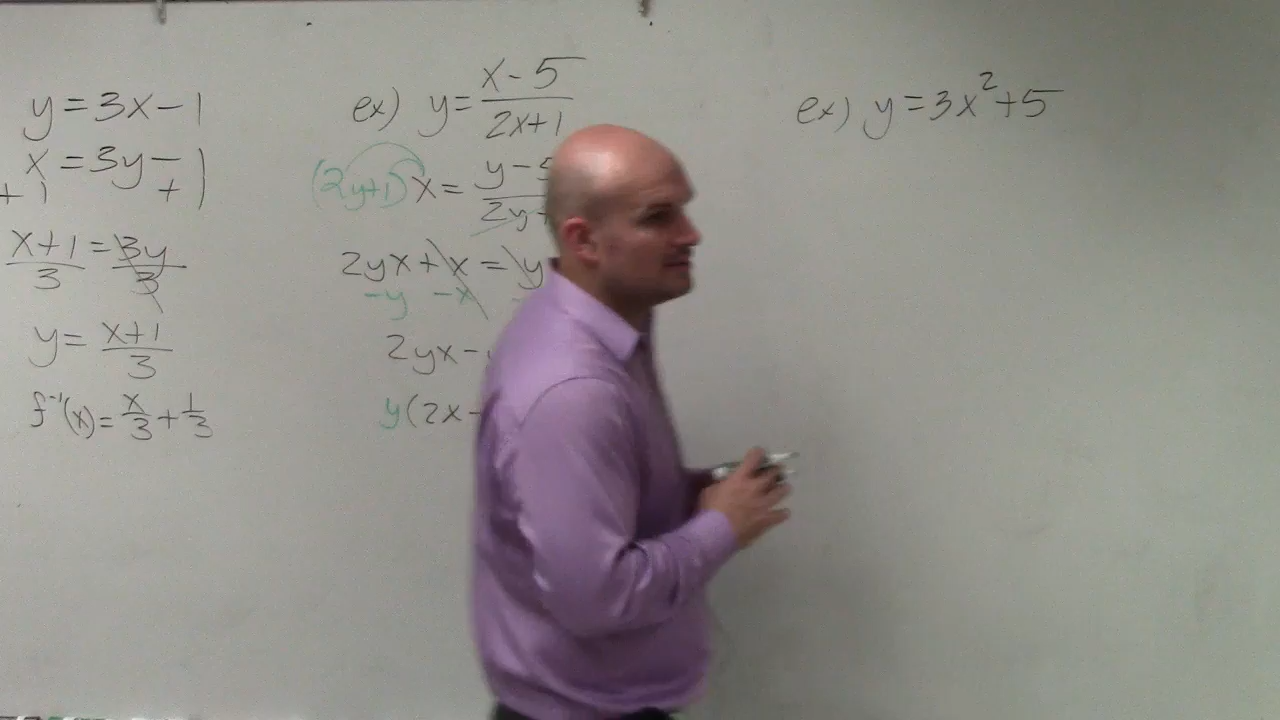 y = 3x - 1
x = 3y - 1
+ 1 + 1
x+1 = 3y
3 3
y = x+1
3
f⁻¹(x) = x/3 + 1/3
ex) y = x - 5
2x+1
(2y+1) x = y -
2y
2yx + x = y
-y -x
2yx -
y(2x
ex) y = 3x² + 5